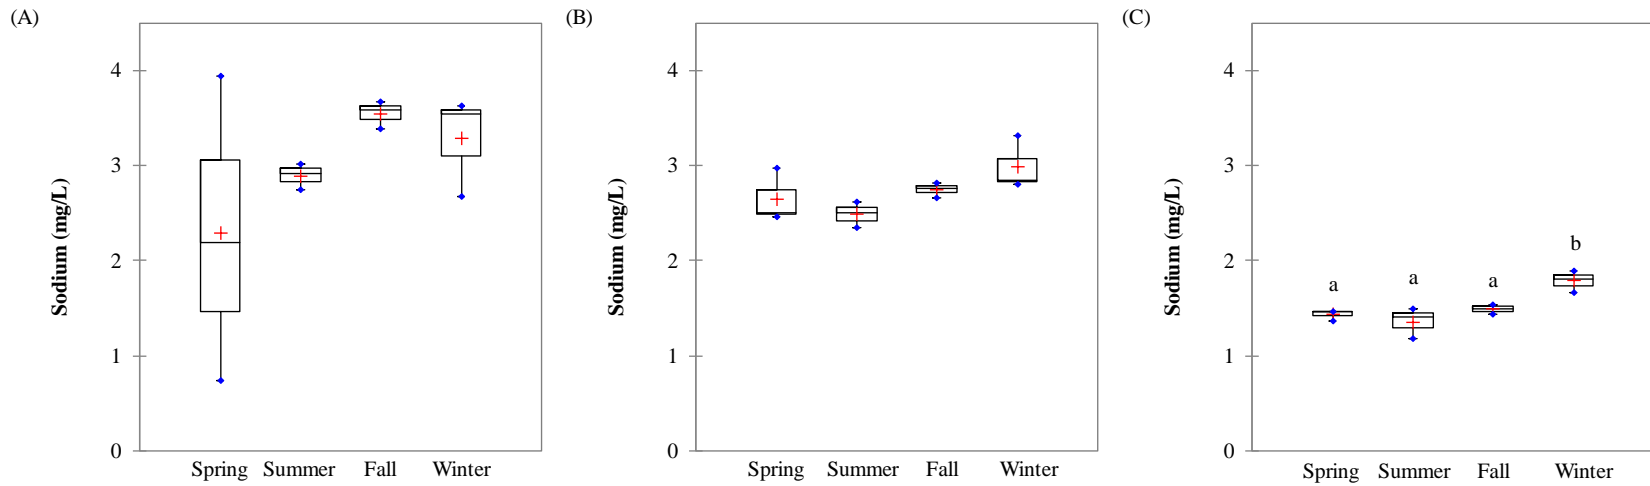 (A)
Sodium (mg/L)
4
3
2
1
0
Spring Summer Fall Winter
(B)
Sodium (mg/L)
4
3
2
1
0
Spring Summer Fall Winter
(C)
Sodium (mg/L)
4
3
2
1
0
a a a b
Spring Summer Fall Winter